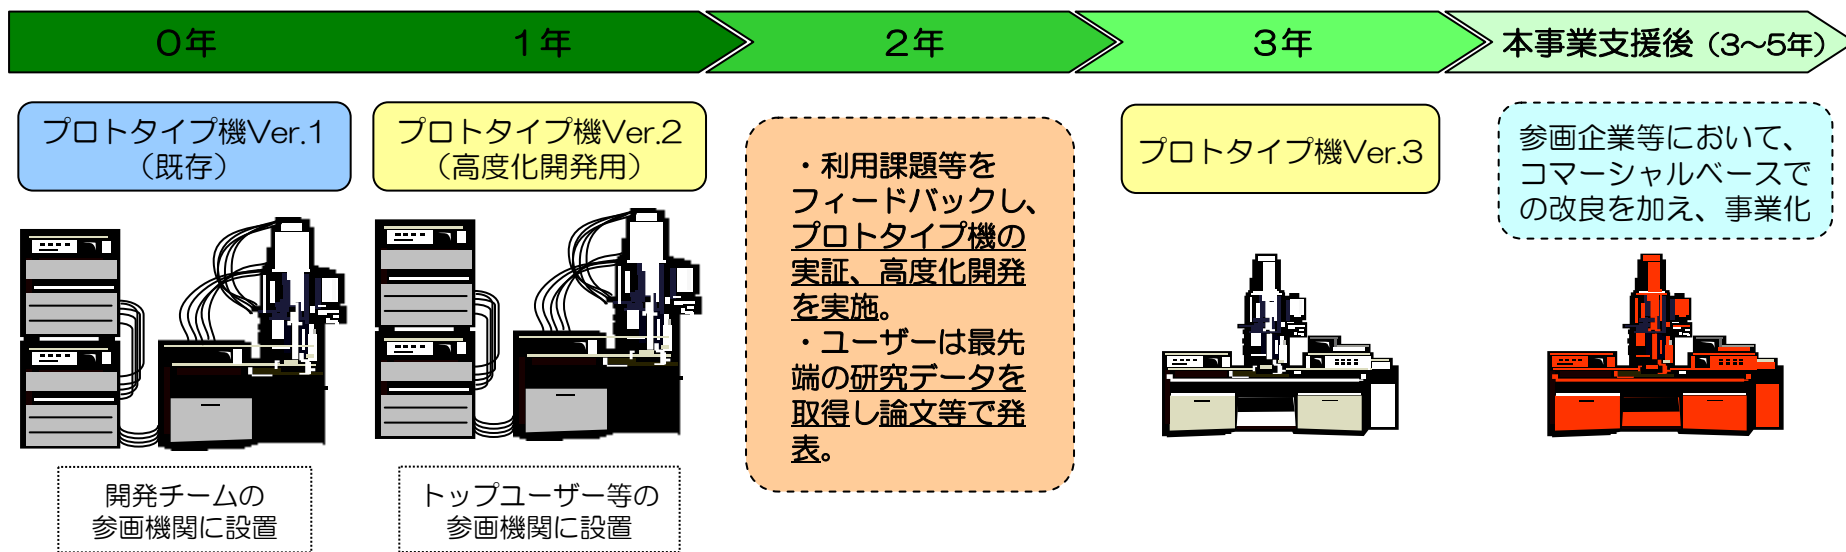 0年
1年
2年
3年
本事業支援後（3～5年）
プロトタイプ機Ver.1
（既存）
プロトタイプ機Ver.2
（高度化開発用）
・利用課題等を
フィードバックし、
プロトタイプ機の
実証、高度化開発
を実施。
・ユーザーは最先
端の研究データを
取得し論文等で発
表。
プロトタイプ機Ver.3
参画企業等において、
コマーシャルベースで
の改良を加え、事業化
開発チームの
参画機関に設置
トップユーザー等の
参画機関に設置